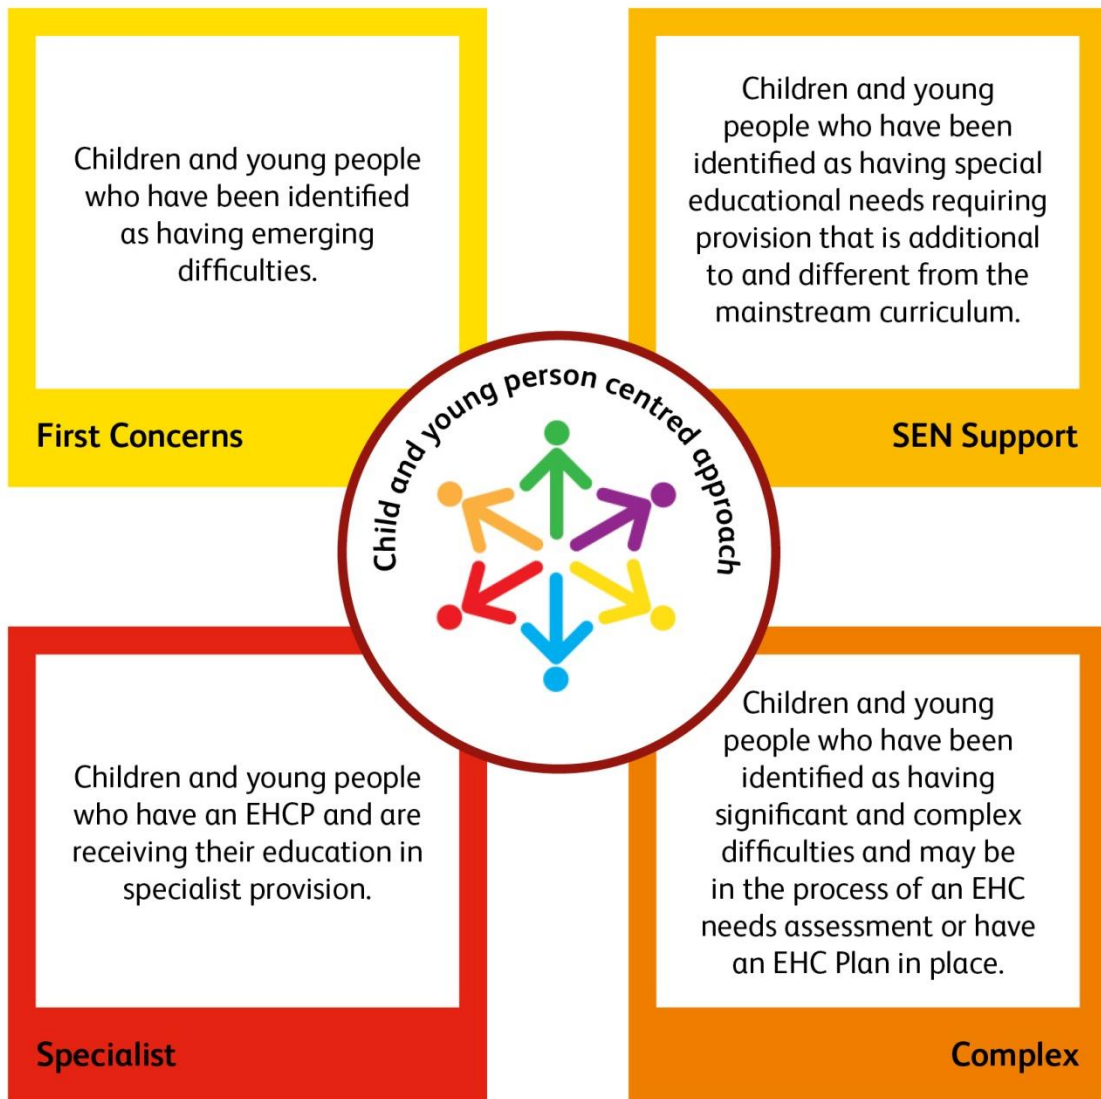 Children and young people
who have been identified
as having emerging
difficulties.
First Concerns
Children and young
people who have been
identified as having special
educational needs requiring
provision that is additional
to and different from the
mainstream curriculum.
SEN Support
Child and young person centred approach
Children and young people
who have an EHCP and are
receiving their education in
specialist provision.
Specialist
Children and young
people who have been
identified as having
significant and complex
difficulties and may be
in the process of an EHC
needs assessment or have
an EHC Plan in place.
Complex